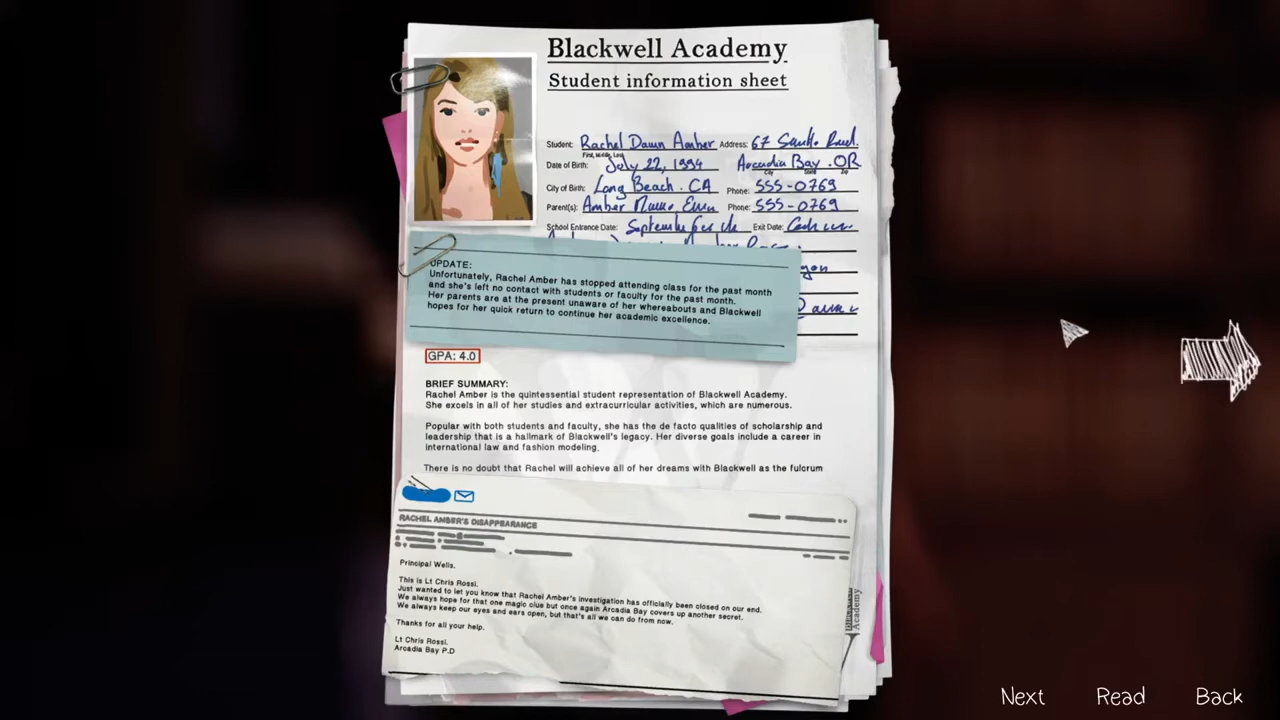 Blackwell Academy
Student information sheet
Student: Rachel Dawn Amber Address: 67
First, Middle, Last
Date of Birth: July 22, 1994 Arcadia Bay . OR
City State Zip
City of Birth: Long Beach . CA Phone: 555-0769
Parent(s): Amber Phone: 555-0769
School Entrance Date: Exit Date:
UPDATE:
Unfortunately, Rachel Amber has stopped attending class for the past month
and she's left no contact with students or faculty for the past month.
Her parents are at the present unaware of her whereabouts and Blackwell
hopes for her quick return to continue her academic excellence.
GPA: 4.0
BRIEF SUMMARY:
Rachel Amber is the quintessential student representation of Blackwell Academy.
She excels in all of her studies and extracurricular activities, which are numerous.
Popular with both students and faculty, she has the de facto qualities of scholarship and
leadership that is a hallmark of Blackwell's legacy. Her diverse goals include a career in
international law and fashion modeling.
There is no doubt that Rachel will achieve all of her dreams with Blackwell as the fulcrum
RACHEL AMBER'S DISAPPEARANCE
Principal Wells.
This is Lt Chris Rossi.
Just wanted to let you know that Rachel Amber's investigation has officially been closed on our end.
We always hope for that one magic clue but once again Arcadia Bay covers up another secret.
We always keep our eyes and ears open, but that's all we can do from now.
Thanks for all your help.
Lt Chris Rossi.
Arcadia Bay P.D
Academy
Next Read Back